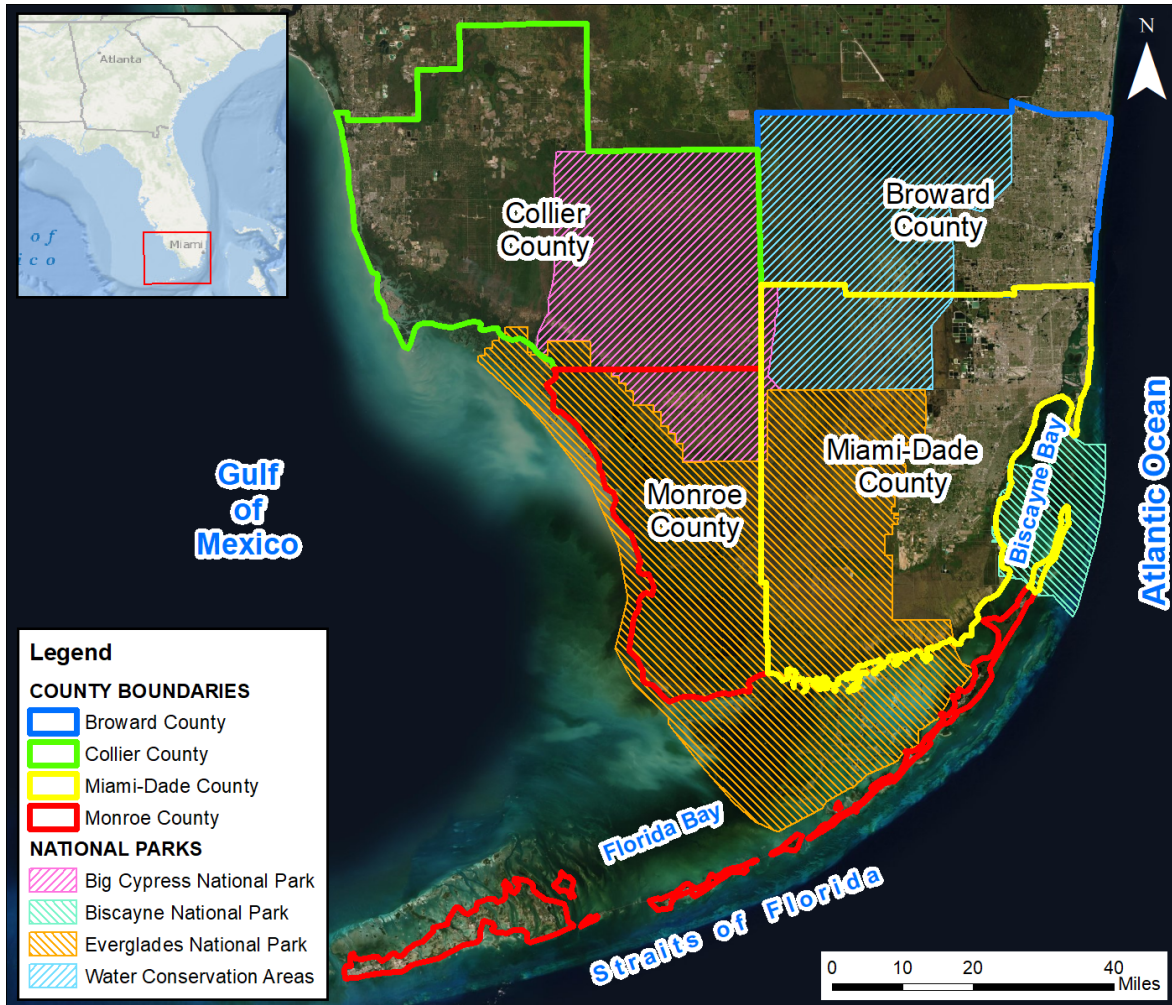 Atlanta
of
ico
Miami
N
Collier
County
Broward
County
Miami-Dade
County
Monroe
County
Gulf
of
Mexico
Biscayne Bay
Atlantic Ocean
Florida Bay
Straits of Florida
Legend
COUNTY BOUNDARIES
Broward County
Collier County
Miami-Dade County
Monroe County
NATIONAL PARKS
Big Cypress National Park
Biscayne National Park
Everglades National Park
Water Conservation Areas
0 10 20 40
Miles